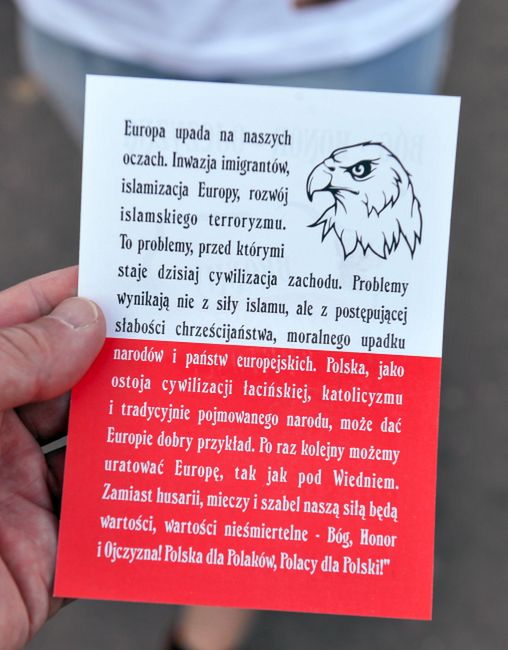 Europa upada na naszych
oczach. Inwazja imigrantów,
islamizacja Europy, rozwój
islamskiego terroryzmu.
To problemy, przed którymi
staje dzisiaj cywilizacja zachodu. Problemy
wynikają nie z siły islamu, ale z postępującej
słabości chrześcijaństwa, moralnego upadku
narodów i państw europejskich. Polska, jako
ostoja cywilizacji łacińskiej, katolicyzmu
i tradycyjnie pojmowanego narodu, może dać
Europie dobry przykład. Po raz kolejny możemy
uratować Europę, tak jak pod Wiedniem.
Zamiast husarii, mieczy i szabel naszą siłą będą
wartości, wartości nieśmiertelne - Bóg, Honor
i Ojczyzna! Polska dla Polaków, Polacy dla Polski!"